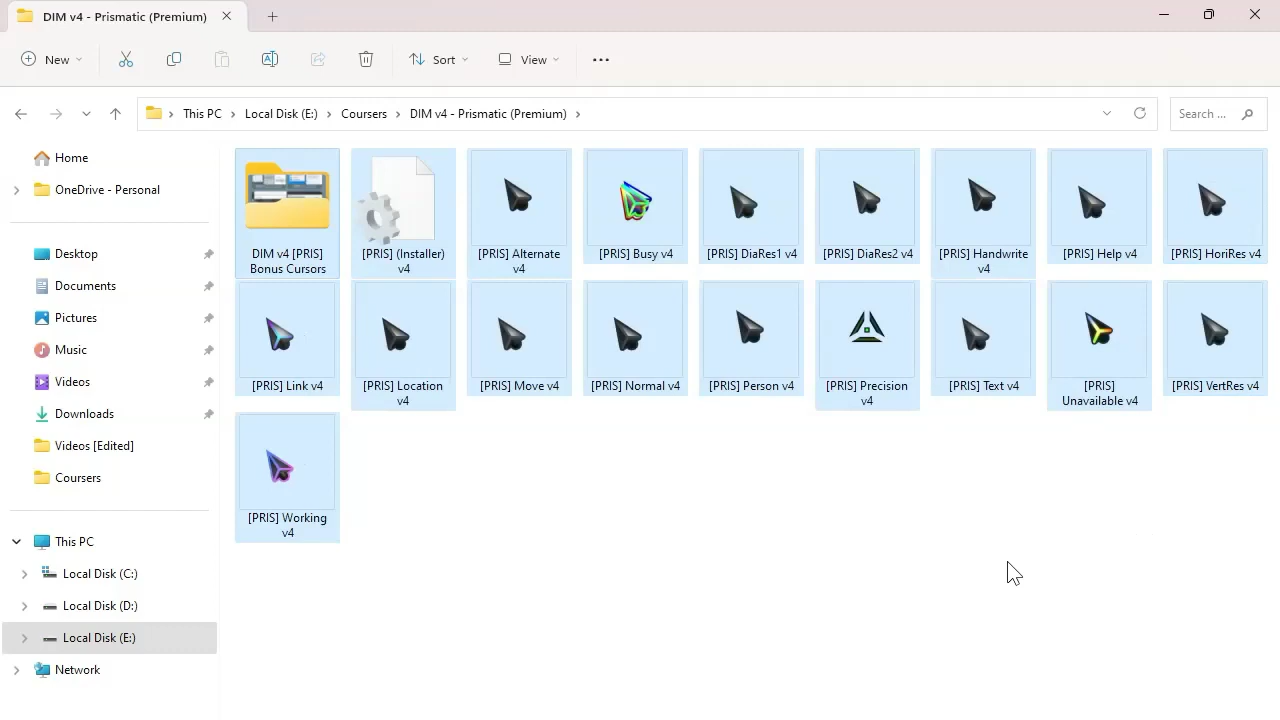 DIM v4 - Prismatic (Premium)
New
Sort
View
This PC
Local Disk (E:)
Coursers
DIM v4 - Prismatic (Premium)
Search ...
Home
OneDrive - Personal
Desktop
Documents
Pictures
Music
Videos
Downloads
Videos [Edited]
Coursers
This PC
Local Disk (C:)
Local Disk (D:)
Local Disk (E:)
Network
DIM v4 [PRIS]
Bonus Cursors
[PRIS] (Installer)
v4
[PRIS] Alternate
v4
[PRIS] Busy v4
[PRIS] DiaRes1 v4
[PRIS] DiaRes2 v4
[PRIS] Handwrite
v4
[PRIS] Help v4
[PRIS] HoriRes v4
[PRIS] Link v4
[PRIS] Location
v4
[PRIS] Move v4
[PRIS] Normal v4
[PRIS] Person v4
[PRIS] Precision
v4
[PRIS] Text v4
[PRIS]
Unavailable v4
[PRIS] VertRes v4
[PRIS] Working
v4